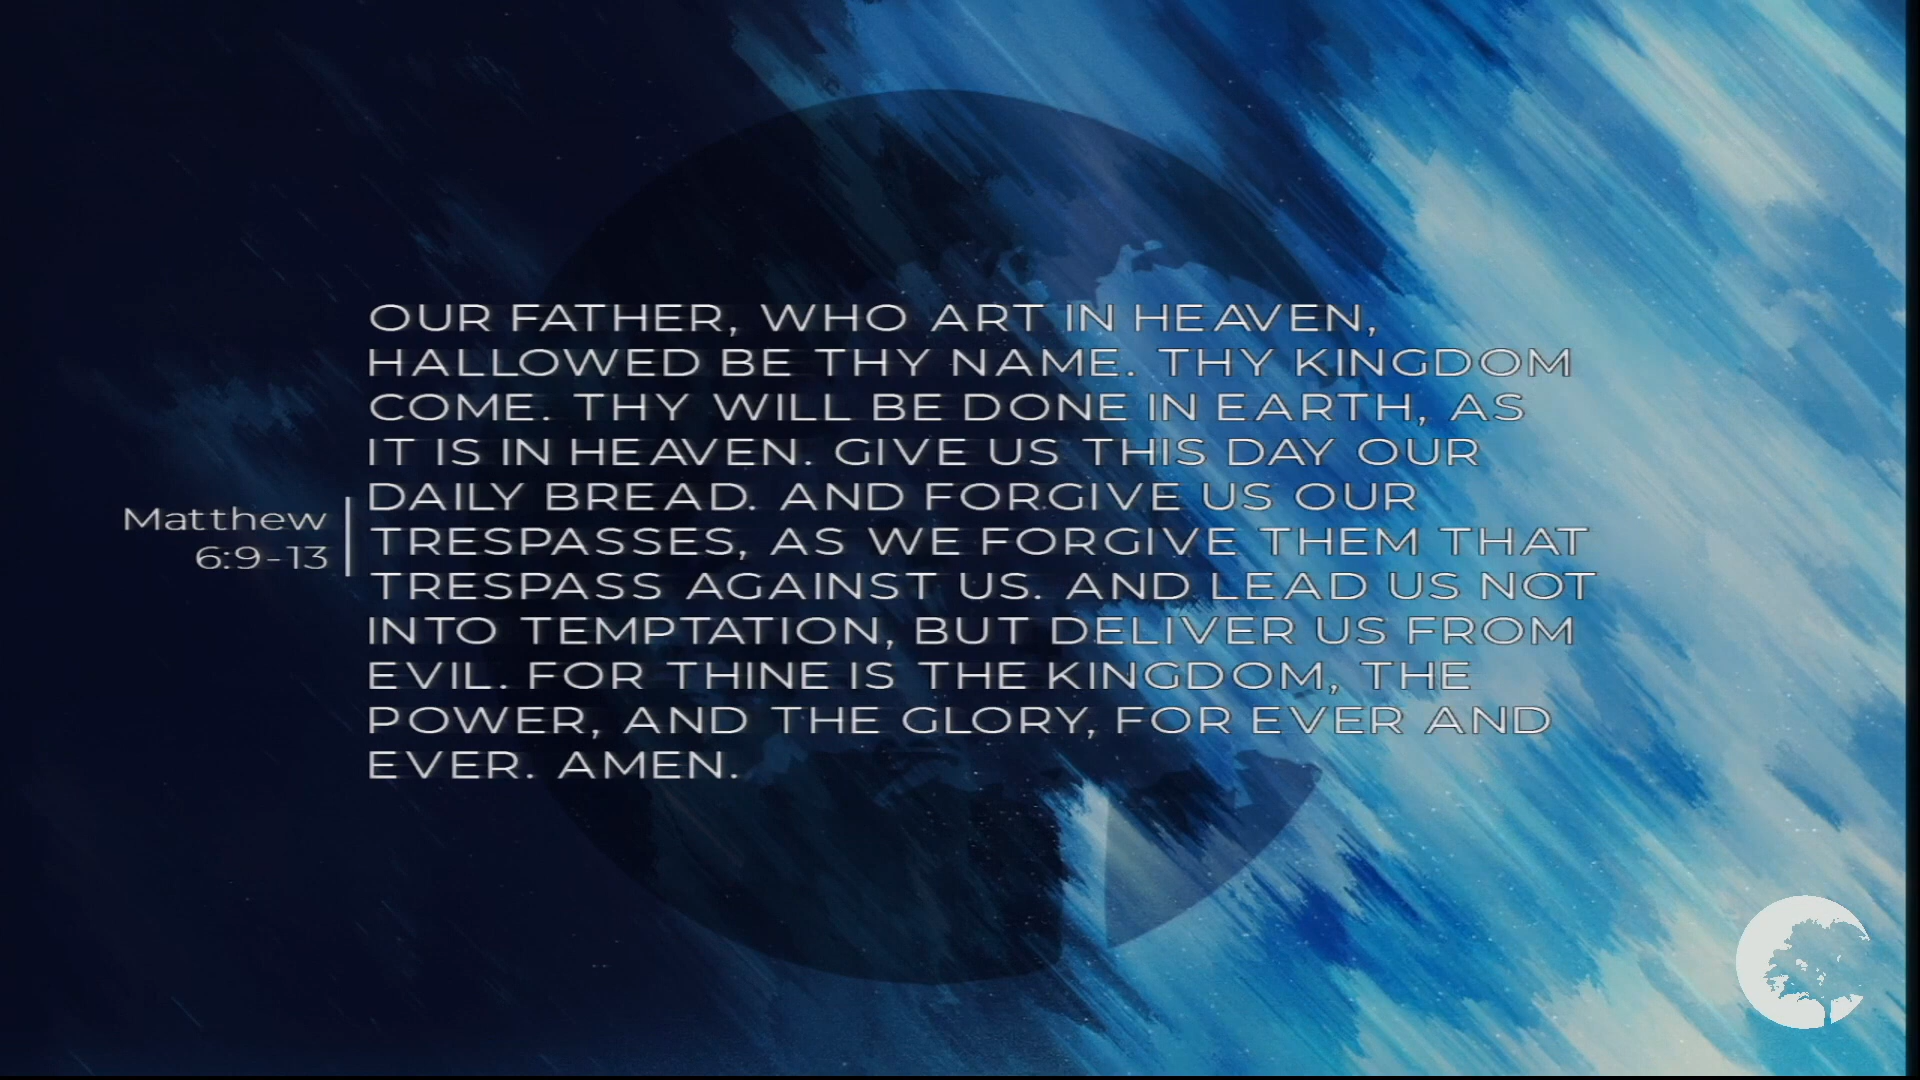 OUR FATHER, WHO ART IN HEAVEN,
HALLOWED BE THY NAME. THY KINGDOM
COME. THY WILL BE DONE IN EARTH, AS
IT IS IN HEAVEN. GIVE US THIS DAY OUR
DAILY BREAD. AND FORGIVE US OUR
TRESPASSES, AS WE FORGIVE THEM THAT
TRESPASS AGAINST US. AND LEAD US NOT
INTO TEMPTATION, BUT DELIVER US FROM
EVIL. FOR THINE IS THE KINGDOM, THE
POWER, AND THE GLORY, FOR EVER AND
EVER. AMEN.
Matthew
6:9-13